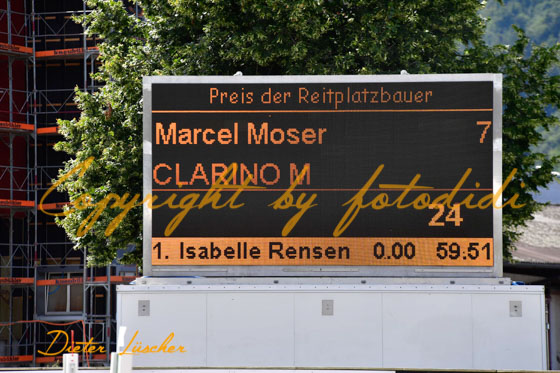 Preis der Reitplatzbauer
Marcel Moser 7
CLARINO M
Copyright by fotodidi
24
1. Isabelle Rensen 0.00 59.51
Dieter Lüscher